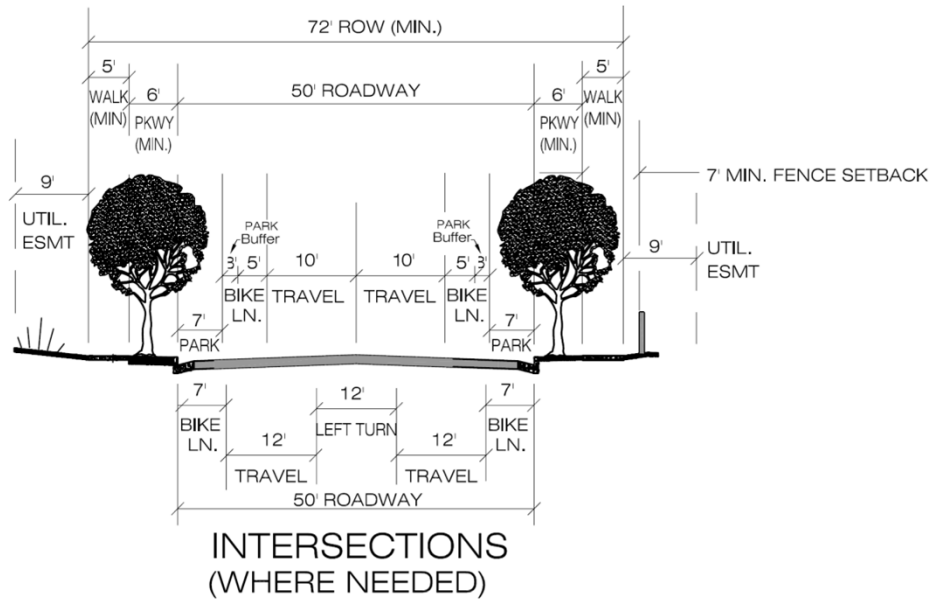 72' ROW (MIN.)
5'
WALK
(MIN)
6'
PKWY
(MIN.)
50' ROADWAY
6'
PKWY
(MIN.)
5'
WALK
(MIN)
9'
UTIL.
ESMT
7' MIN. FENCE SETBACK
9'
UTIL.
ESMT
PARK
Buffer
3'
5'
BIKE
LN.
10'
TRAVEL
10'
TRAVEL
5'
BIKE
LN.
PARK
Buffer
3'
7'
PARK
7'
PARK
7'
BIKE
LN.
12'
TRAVEL
12'
LEFT TURN
12'
TRAVEL
7'
BIKE
LN.
50' ROADWAY
INTERSECTIONS
(WHERE NEEDED)